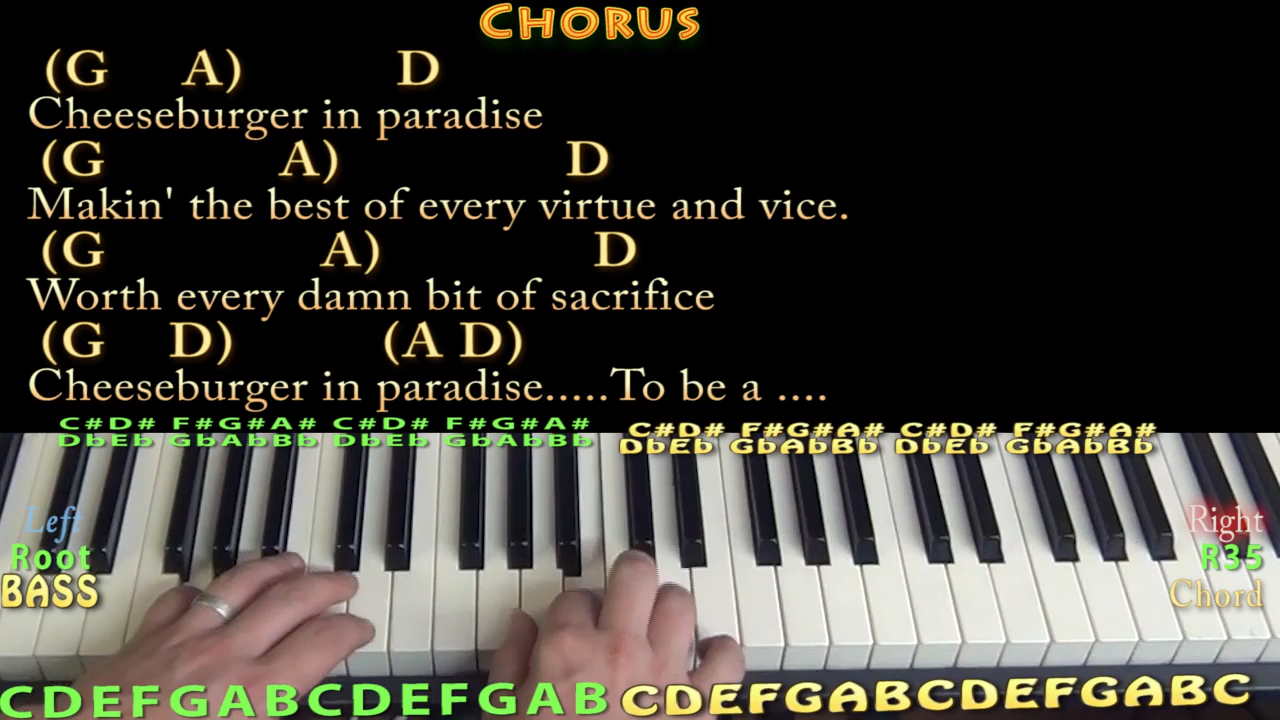 CHORUS
(G A) D
Cheeseburger in paradise
(G A) D
Makin' the best of every virtue and vice.
(G A) D
Worth every damn bit of sacrifice
(G D) (A D)
Cheeseburger in paradise.....To be a ....
C#D# F#G#A# C#D# F#G#A# C#D# F#G#A# C#D# F#G#A#
DbEb GbAbBb DbEb GbAbBb DbEb GbAbBb DbEb GbAbBb
Left Right
Root R35
BASS Chord
CDEFGABCDEFGAB CDEFGABCDEFGABC